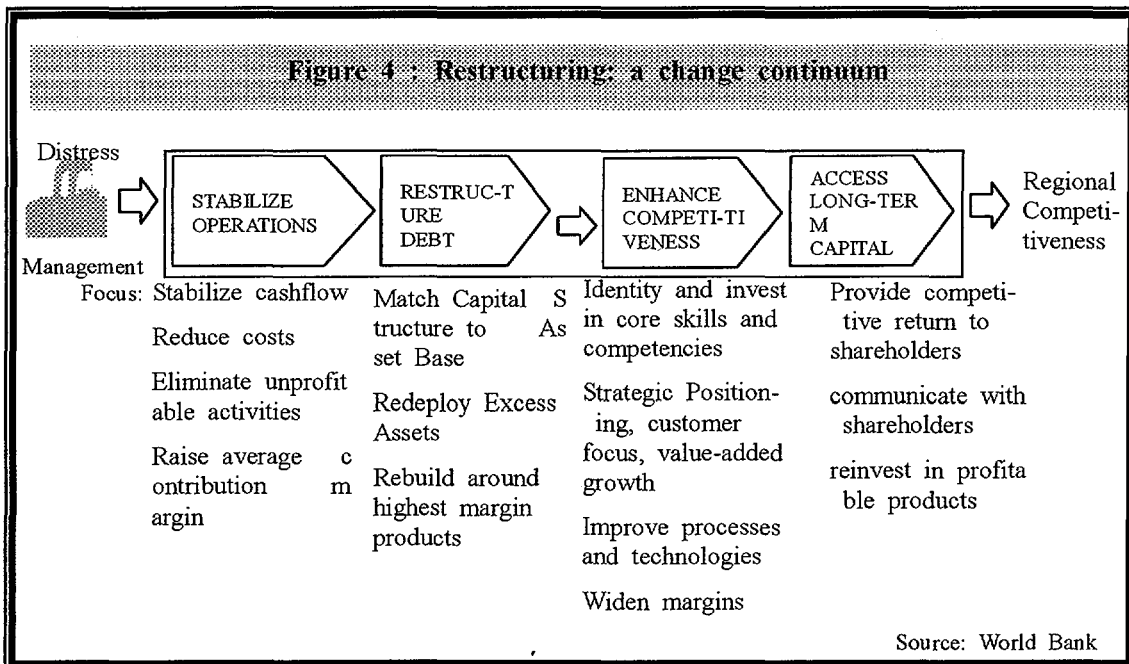 Figure 4 : Restructuring: a change continuum
Distress
STABILIZE
OPERATIONS
RESTRUC-T
URE
DEBT
ENHANCE
COMPETI-TI
VENESS
ACCESS
LONG-TER
M
CAPITAL
Regional
Competi-
tiveness
Management
Focus:
Stabilize cashflow
Reduce costs
Eliminate unprofit
able activities
Raise average c
ontribution m
argin
Match Capital S
tructure to As
set Base
Redeploy Excess
Assets
Rebuild around
highest margin
products
Identity and invest
in core skills and
competencies
Strategic Position-
ing, customer
focus, value-added
growth
Improve processes
and technologies
Widen margins
Provide competi-
tive return to
shareholders
communicate with
shareholders
reinvest in profita
ble products
Source: World Bank